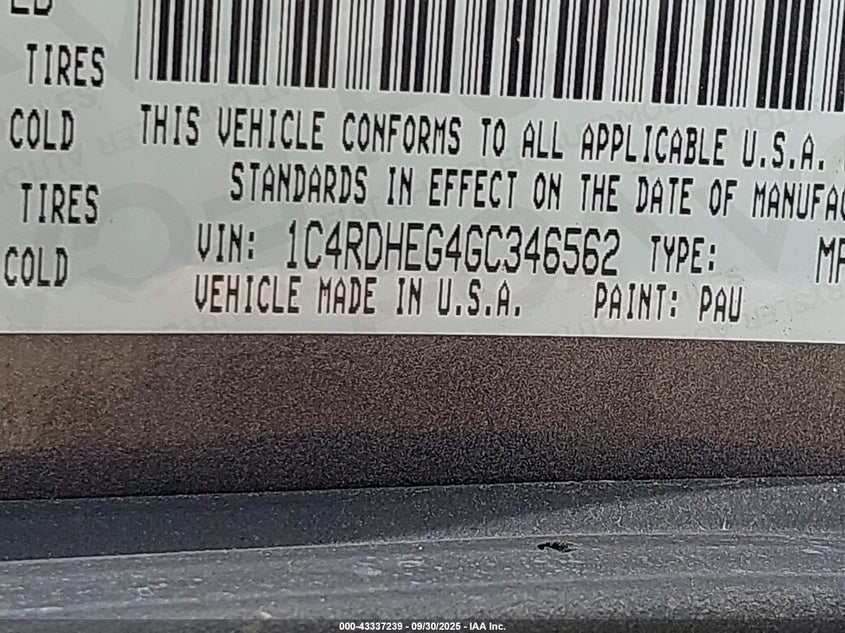 TIRES
COLD
TIRES
COLD
THIS VEHICLE CONFORMS TO ALL APPLICABLE U.S.A.
STANDARDS IN EFFECT ON THE DATE OF
VIN: 1C4RDHEG4GC346562 TYPE:
VEHICLE MADE IN U.S.A. PAINT: PAU
000-43337239 - 09/30/2025 - IAA Inc.